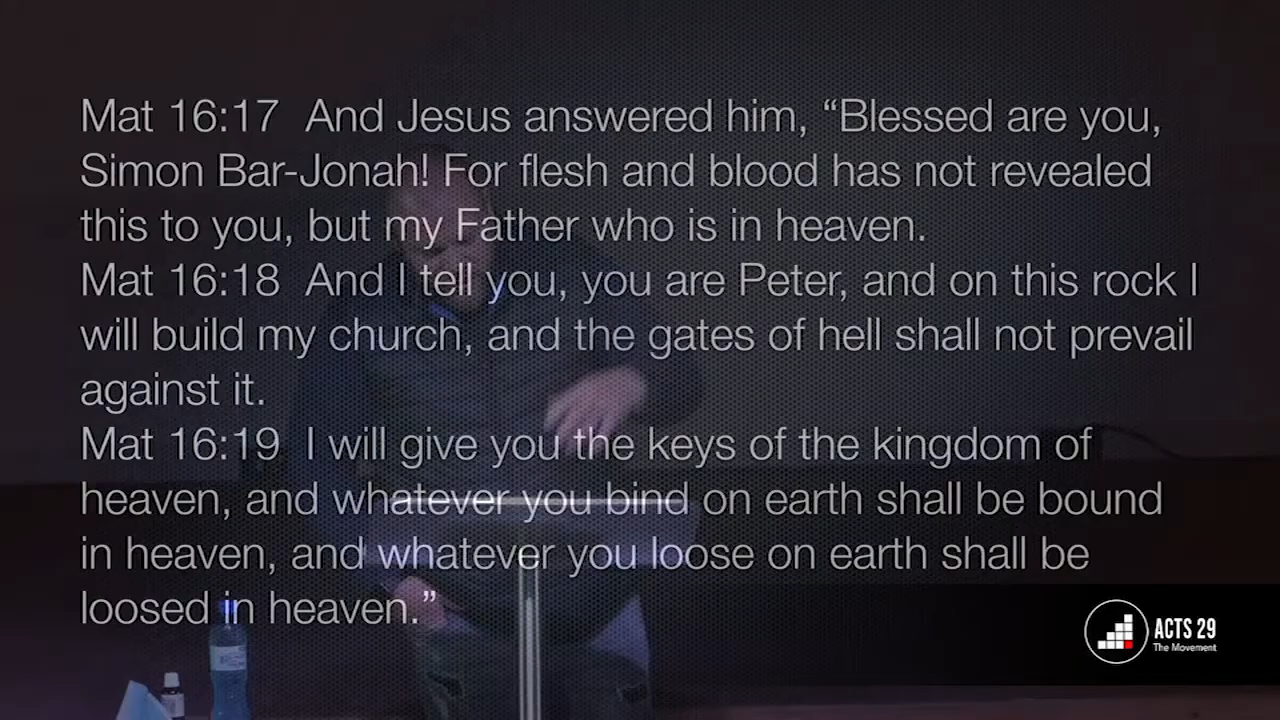 Mat 16:17  And Jesus answered him, “Blessed are you,
Simon Bar-Jonah! For flesh and blood has not revealed
this to you, but my Father who is in heaven.
Mat 16:18  And I tell you, you are Peter, and on this rock I
will build my church, and the gates of hell shall not prevail
against it.
Mat 16:19  I will give you the keys of the kingdom of
heaven, and whatever you bind on earth shall be bound
in heaven, and whatever you loose on earth shall be
loosed in heaven.”
ACTS 29
The Movement